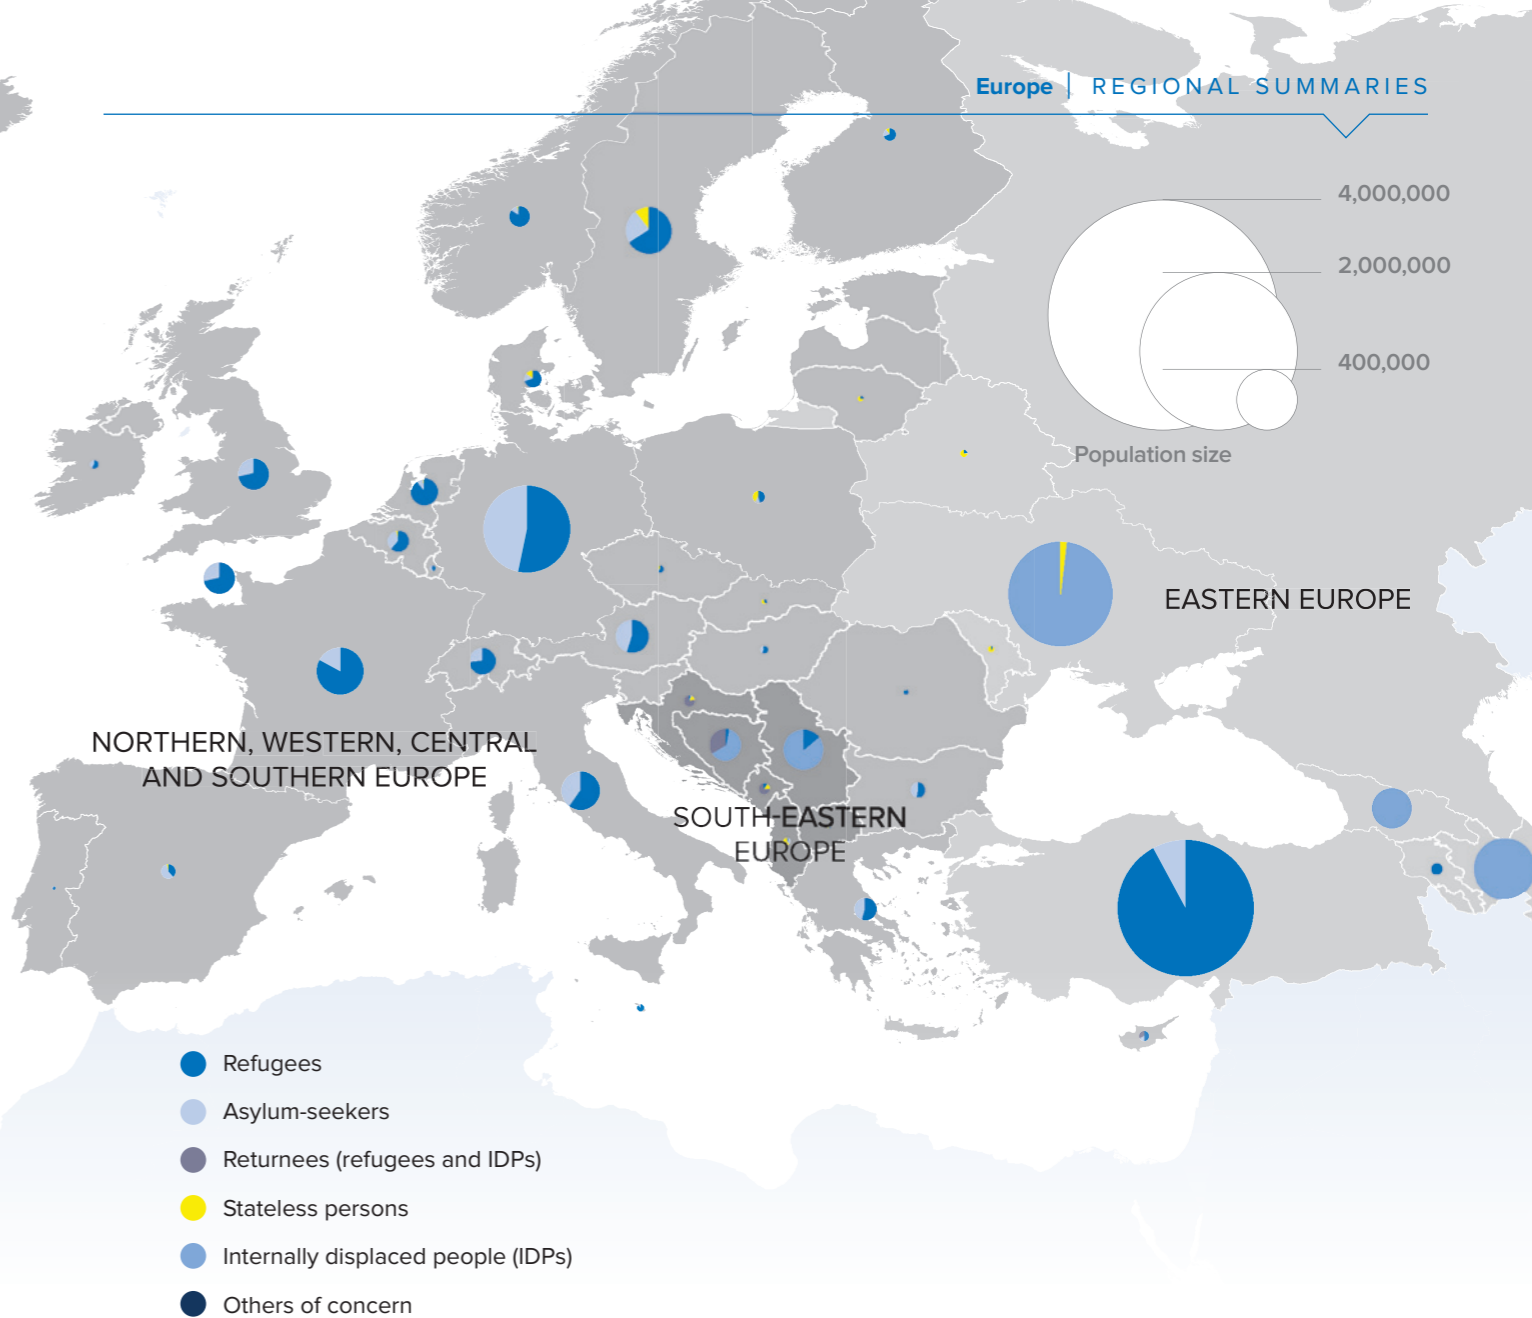 Europe | REGIONAL SUMMARIES
4,000,000
2,000,000
400,000
Population size
EASTERN EUROPE
NORTHERN, WESTERN, CENTRAL
AND SOUTHERN EUROPE
SOUTH-EASTERN
EUROPE
Refugees
Asylum-seekers
Returnees (refugees and IDPs)
Stateless persons
Internally displaced people (IDPs)
Others of concern